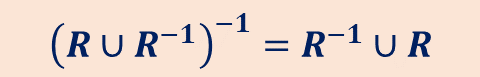 (R ∪ R⁻¹)⁻¹ = R⁻¹ ∪ R